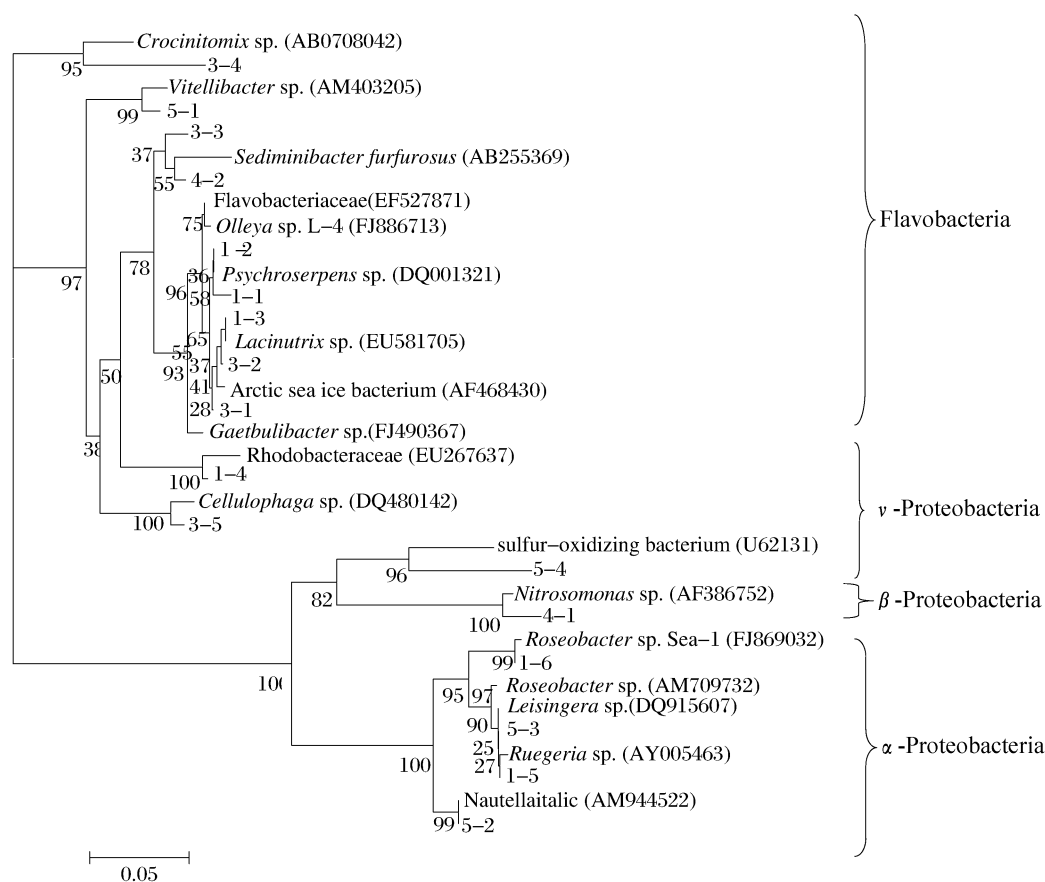 Crocinitomix sp. (AB0708042)
95
3-4
Vitellibacter sp. (AM403205)
99
5-1
3-3
37
Sediminibacter furfurosus (AB255369)
55
4-2
Flavobacteriaceae(EF527871)
75
Olleya sp. L-4 (FJ886713)
Flavobacteria
1-2
78
36
Psychroserpens sp. (DQ001321)
97
96
58
1-1
1-3
65
Lacinutrix sp. (EU581705)
55
93
37
3-2
50
41
Arctic sea ice bacterium (AF468430)
28
3-1
Gaetbulibacter sp.(FJ490367)
38
Rhodobacteraceae (EU267637)
100
1-4
Cellulophaga sp. (DQ480142)
ν-Proteobacteria
100
3-5
sulfur-oxidizing bacterium (U62131)
96
5-4
82
Nitrosomonas sp. (AF386752)
β-Proteobacteria
100
4-1
Roseobacter sp. Sea-1 (FJ869032)
99
1-6
100
95
97
Roseobacter sp. (AM709732)
Leisingera sp.(DQ915607)
90
5-3
25
Ruegeria sp. (AY005463)
α-Proteobacteria
100
27
1-5
Nautellaitalic (AM944522)
99
5-2
0.05